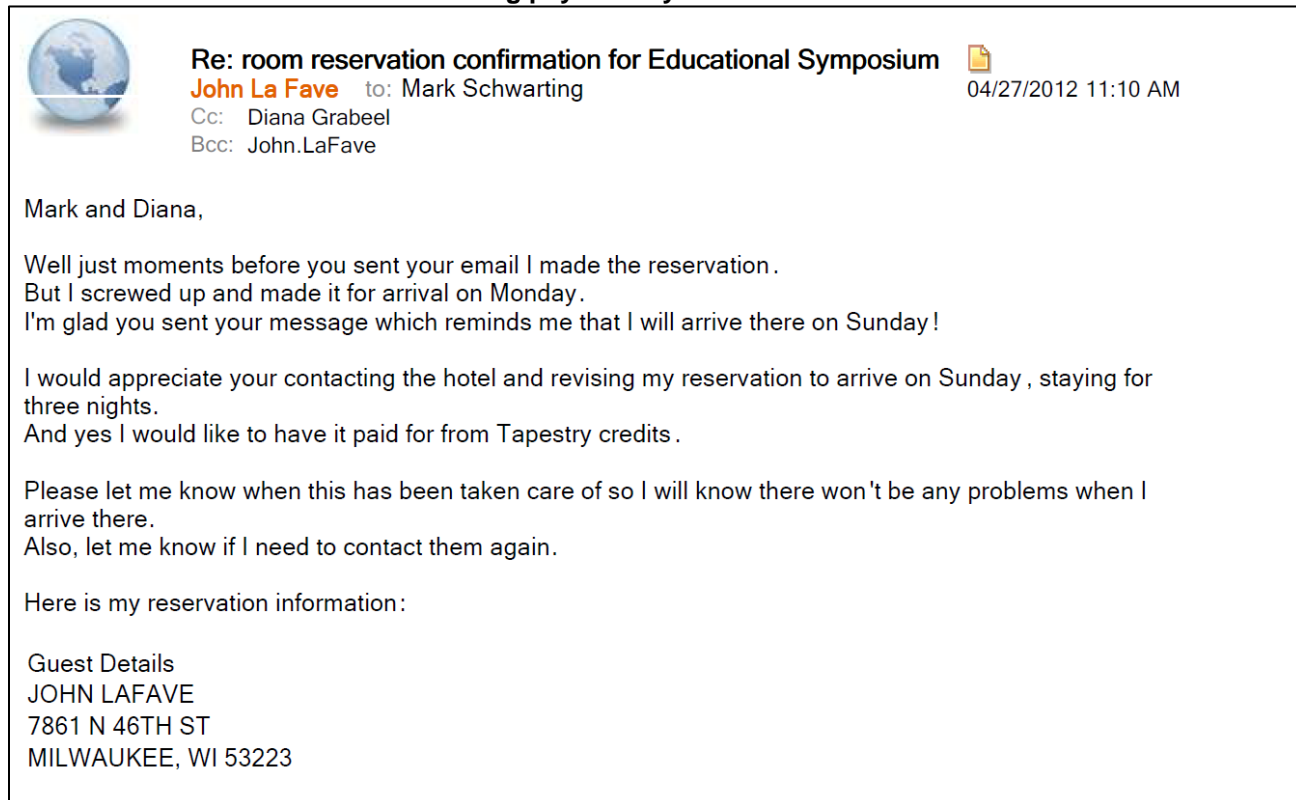 Re: room reservation confirmation for Educational Symposium
John La Fave to: Mark Schwarting 04/27/2012 11:10 AM
Cc: Diana Grabeel
Bcc: John.LaFave
Mark and Diana,
Well just moments before you sent your email I made the reservation.
But I screwed up and made it for arrival on Monday.
I'm glad you sent your message which reminds me that I will arrive there on Sunday!
I would appreciate your contacting the hotel and revising my reservation to arrive on Sunday, staying for
three nights.
And yes I would like to have it paid for from Tapestry credits.
Please let me know when this has been taken care of so I will know there won't be any problems when I
arrive there.
Also, let me know if I need to contact them again.
Here is my reservation information:
Guest Details
JOHN LAFAVE
7861 N 46TH ST
MILWAUKEE, WI 53223